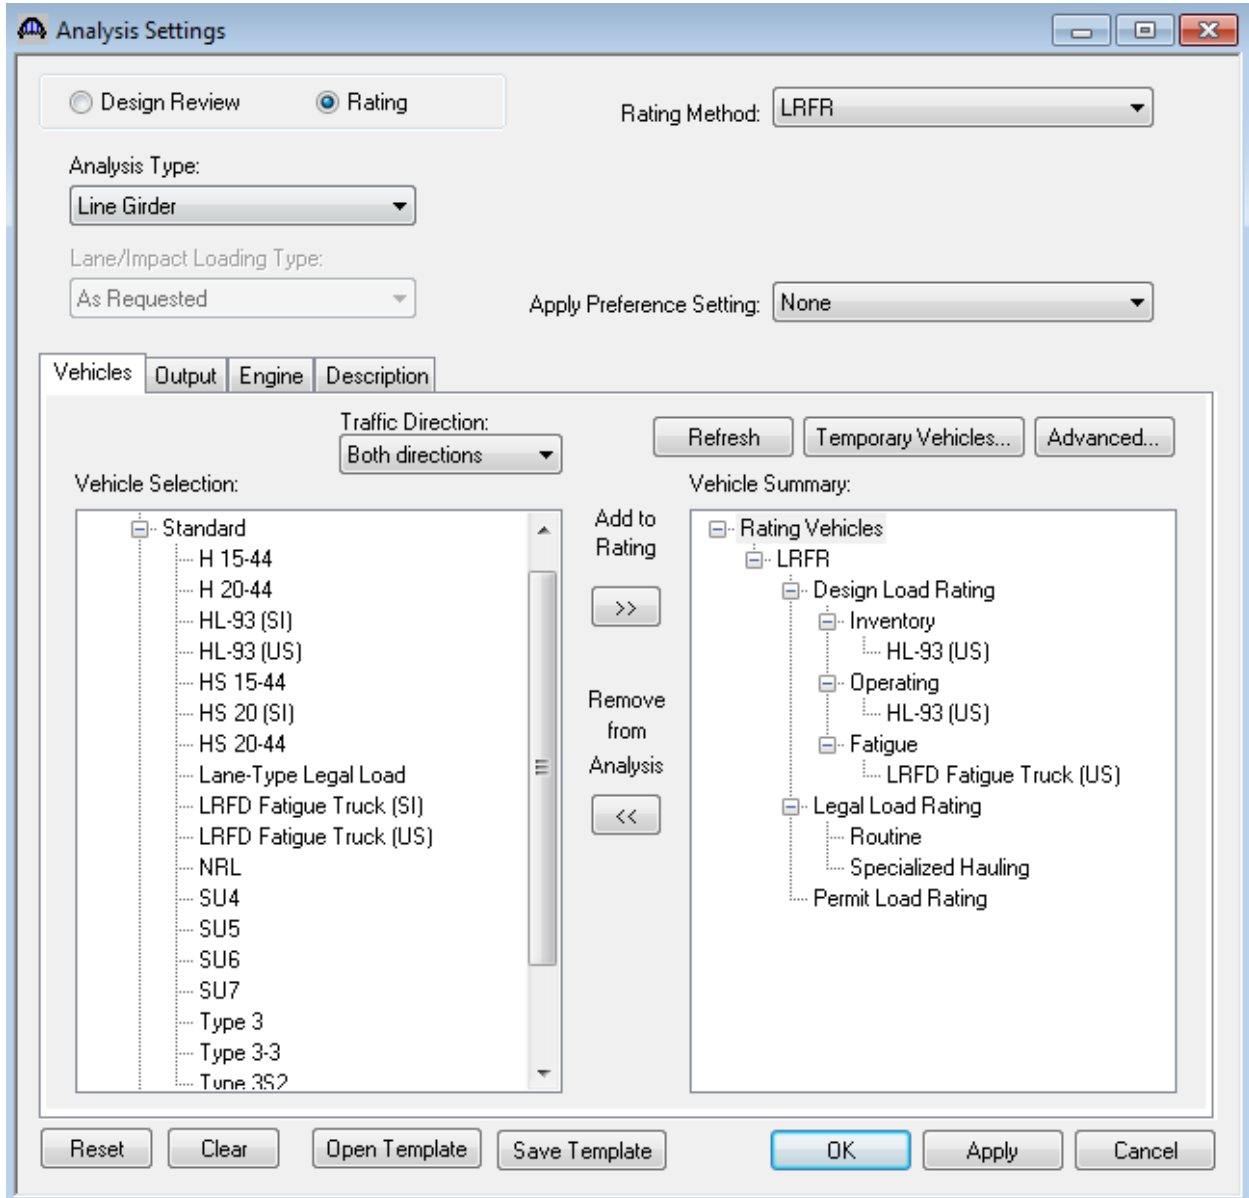 Analysis Settings
Design Review
Rating
Rating Method:
LRFR
Analysis Type:
Line Girder
Lane/Impact Loading Type:
As Requested
Apply Preference Setting:
None
Vehicles
Output
Engine
Description
Traffic Direction:
Both directions
Refresh
Temporary Vehicles...
Advanced...
Vehicle Selection:
Standard
H 15-44
H 20-44
HL-93 (SI)
HL-93 (US)
HS 15-44
HS 20 (SI)
HS 20-44
Lane-Type Legal Load
LRFD Fatigue Truck (SI)
LRFD Fatigue Truck (US)
NRL
SU4
SU5
SU6
SU7
Type 3
Type 3-3
Type 3S2
Add to
Rating
>>
Remove
from
Analysis
<<
Vehicle Summary:
Rating Vehicles
LRFR
Design Load Rating
Inventory
HL-93 (US)
Operating
HL-93 (US)
Fatigue
LRFD Fatigue Truck (US)
Legal Load Rating
Routine
Specialized Hauling
Permit Load Rating
Reset
Clear
Open Template
Save Template
OK
Apply
Cancel